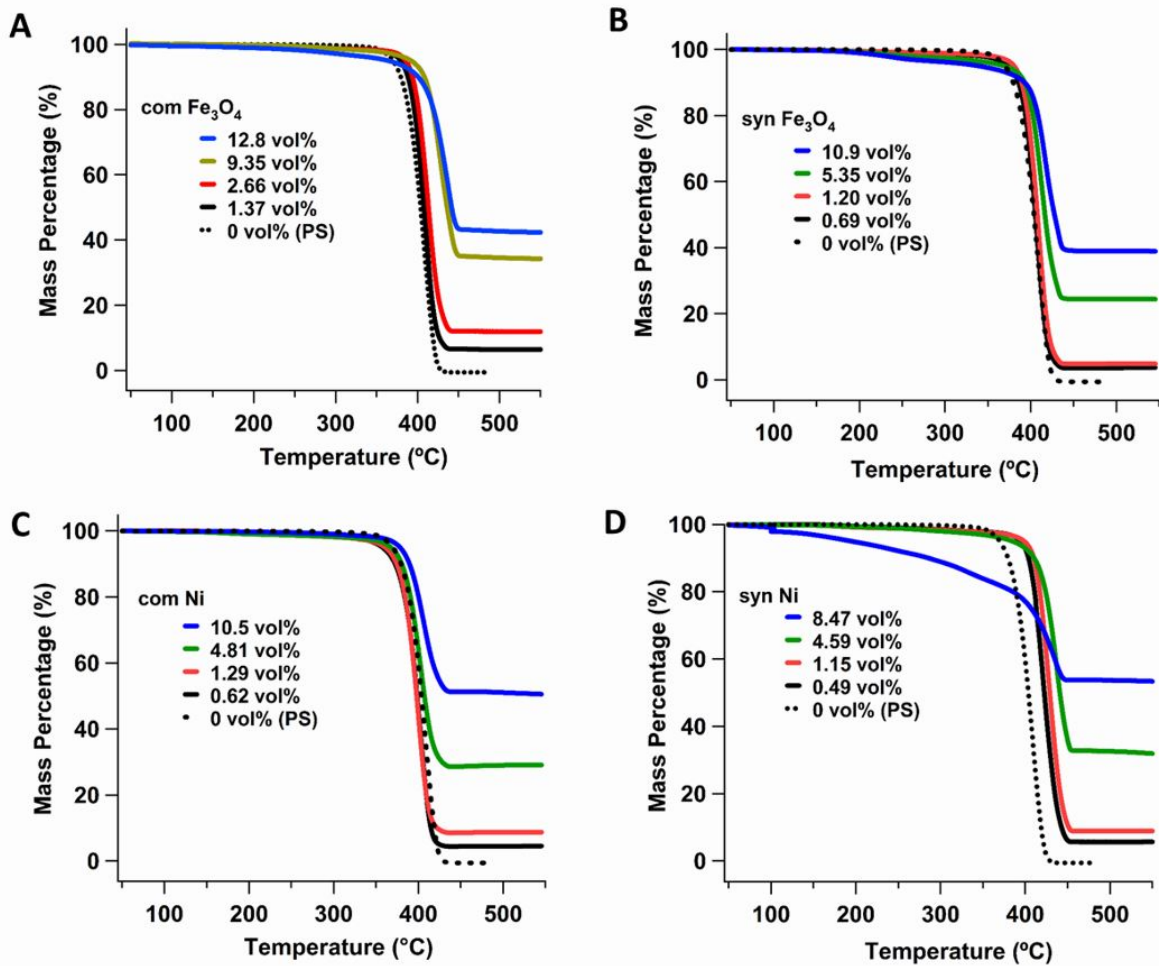 A
Mass Percentage (%)
100
80
60
40
20
0
com Fe₃O₄
12.8 vol%
9.35 vol%
2.66 vol%
1.37 vol%
0 vol% (PS)
100 200 300 400 500
Temperature (ºC)
B
Mass Percentage (%)
100
80
60
40
20
0
syn Fe₃O₄
10.9 vol%
5.35 vol%
1.20 vol%
0.69 vol%
0 vol% (PS)
100 200 300 400 500
Temperature (ºC)
C
Mass Percentage (%)
100
80
60
40
20
0
com Ni
10.5 vol%
4.81 vol%
1.29 vol%
0.62 vol%
0 vol% (PS)
100 200 300 400 500
Temperature (°C)
D
Mass Percentage (%)
100
80
60
40
20
0
syn Ni
8.47 vol%
4.59 vol%
1.15 vol%
0.49 vol%
0 vol% (PS)
100 200 300 400 500
Temperature (ºC)